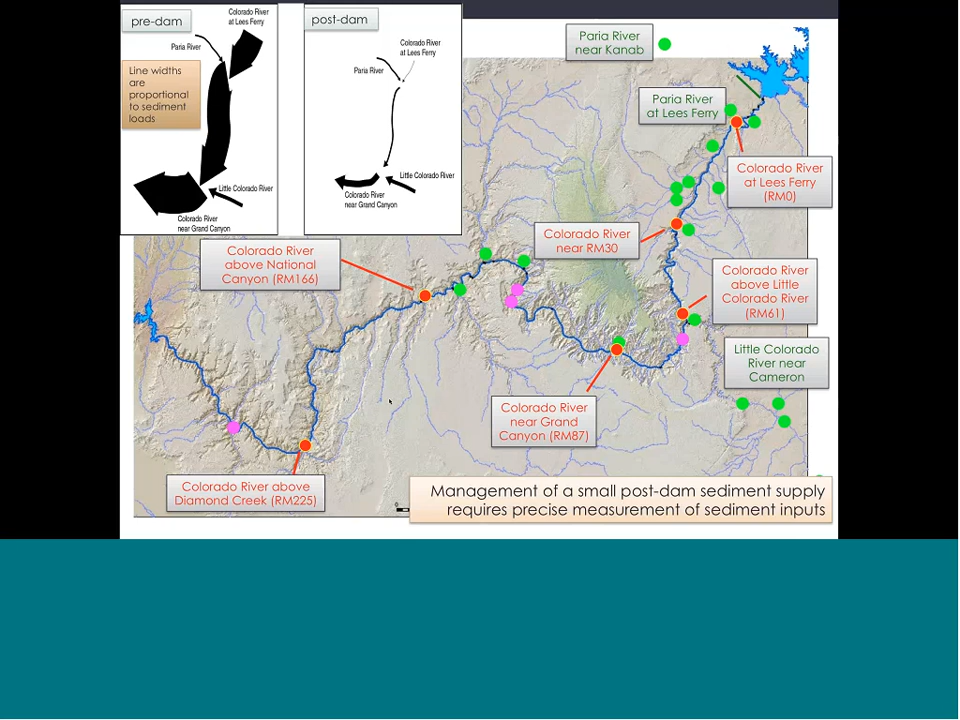 pre-dam
Colorado River
at Lees Ferry
Paria River
Line widths
are
proportional
to sediment
loads
Little Colorado River
Colorado River
near Grand Canyon
post-dam
Colorado River
at Lees Ferry
Paria River
Little Colorado River
Colorado River
near Grand Canyon
Paria River
near Kanab
Paria River
at Lees Ferry
Colorado River
at Lees Ferry
(RM0)
Colorado River
near RM30
Colorado River
above National
Canyon (RM166)
Colorado River
above Little
Colorado River
(RM61)
Little Colorado
River near
Cameron
Colorado River
near Grand
Canyon (RM87)
Colorado River above
Diamond Creek (RM225)
Management of a small post-dam sediment supply
requires precise measurement of sediment inputs